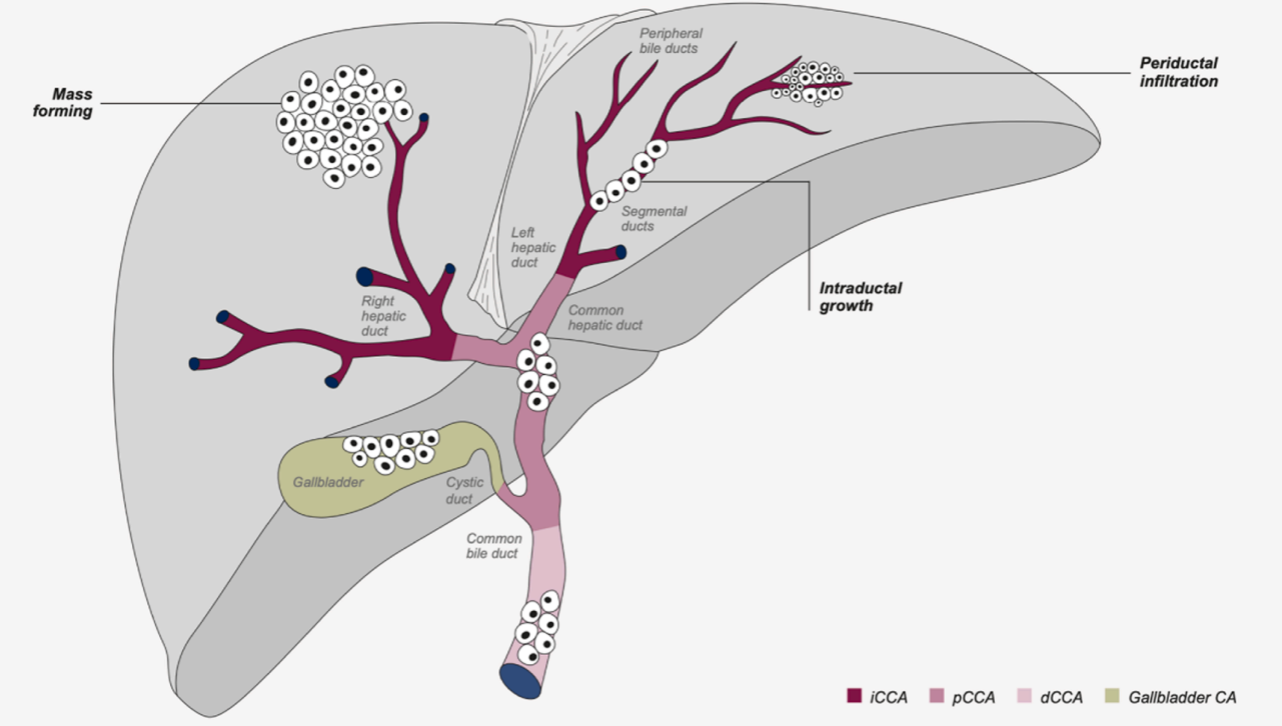 Peripheral
bile ducts
Periductal
infiltration
Mass
forming
Segmental
ducts
Left
hepatic
duct
Intraductal
growth
Right
hepatic
duct
Common
hepatic duct
Gallbladder
Cystic
duct
Common
bile duct
iCCA
pCCA
dCCA
Gallbladder CA